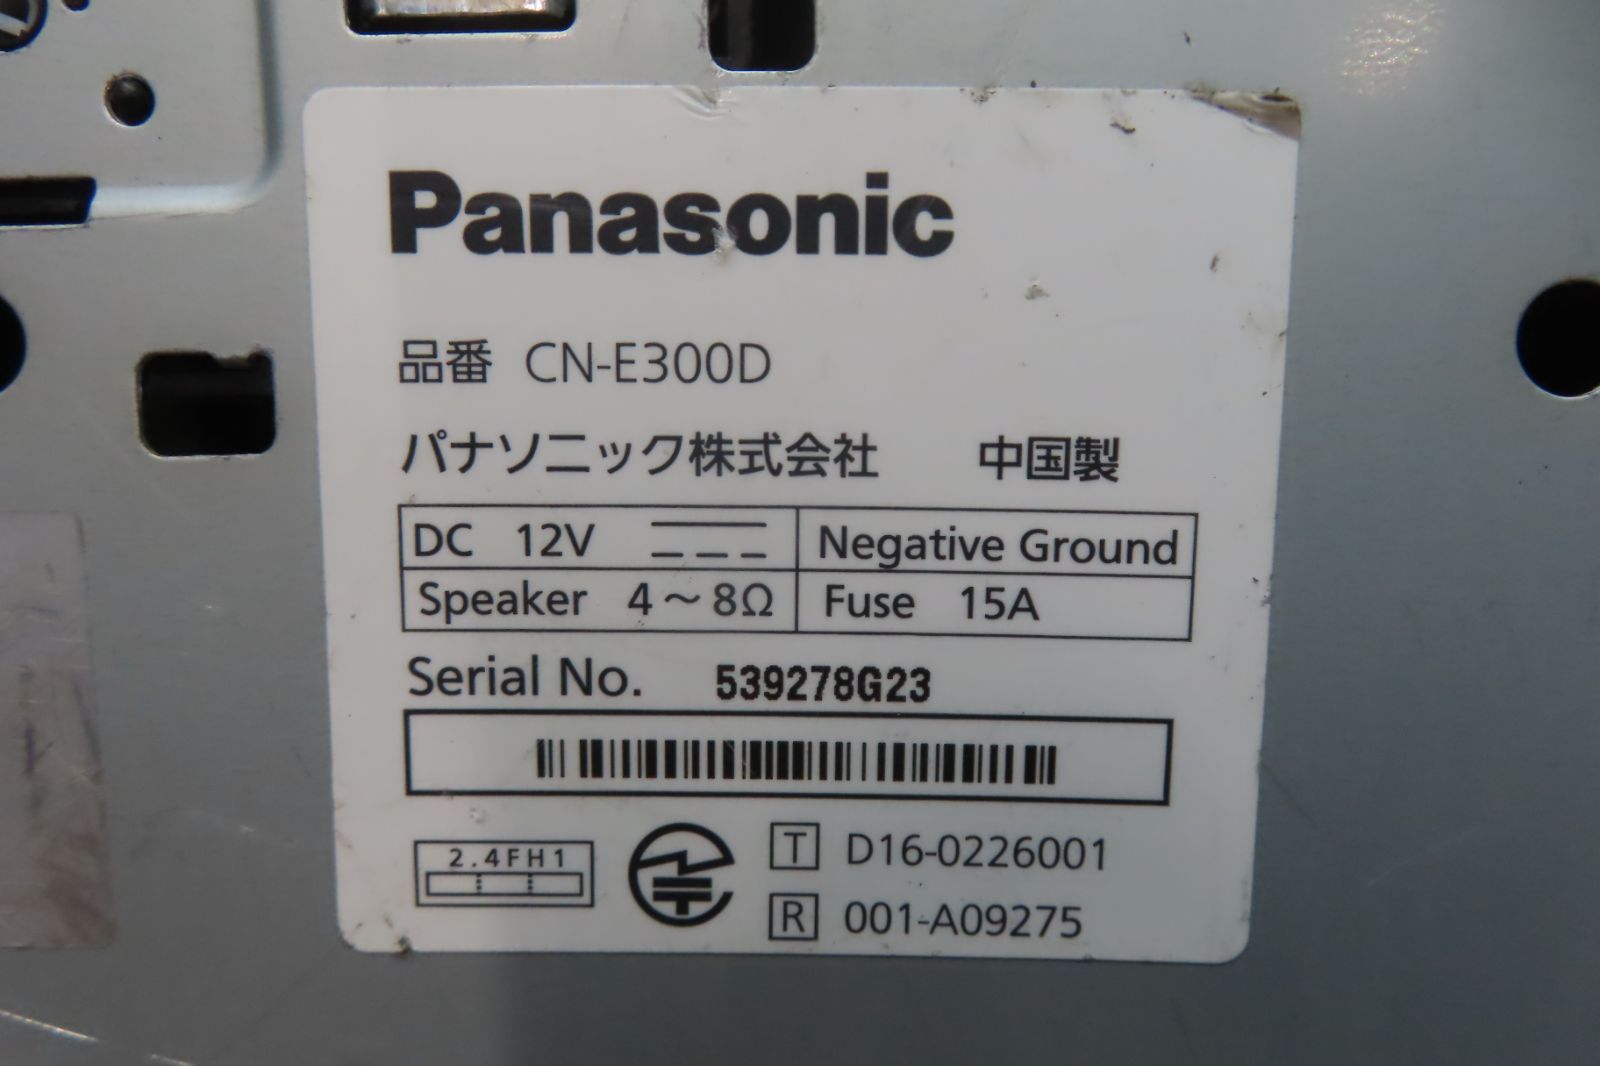 Panasonic
品番 CN-E300D
パナソニック株式会社 中国製
DC 12V Negative Ground
Speaker 4～8Ω Fuse 15A
Serial No. 539278G23
2.4FH1
T D16-0226001
R 001-A09275